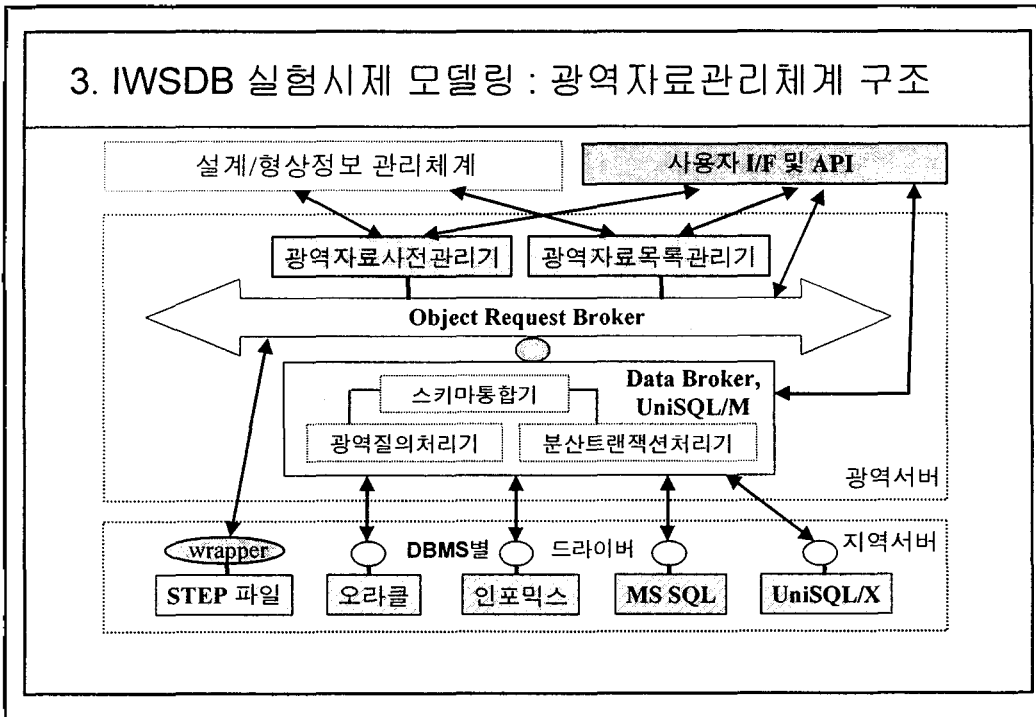 3. IWSDB 실험시제 모델링 : 광역자료관리체계 구조
설계/형상정보 관리체계
사용자 I/F 및 API
광역자료사전관리기
광역자료목록관리기
Object Request Broker
Data Broker,
UniSQL/M
스키마통합기
광역질의처리기
분산트랜잭션처리기
광역서버
지역서버
wrapper
DBMS별 드라이버
STEP 파일
오라클
인포믹스
MS SQL
UniSQL/X